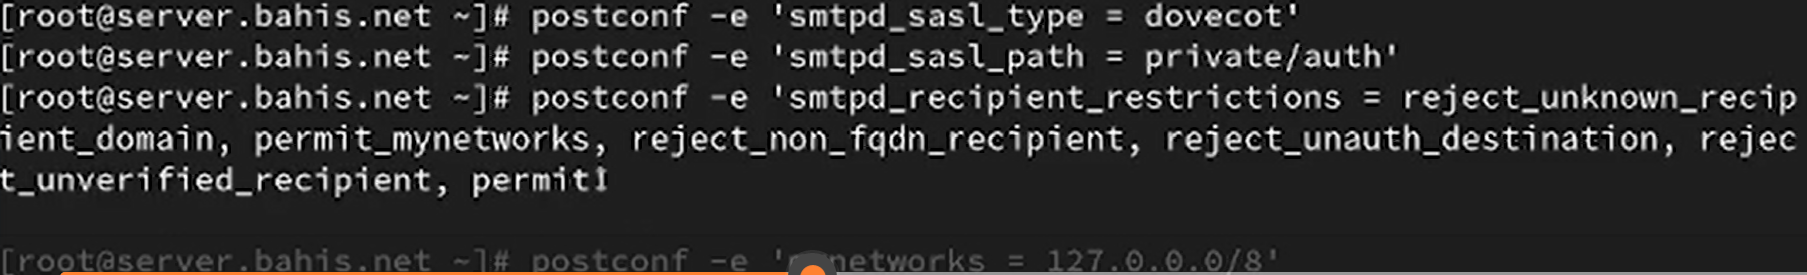 [root@server.bahis.net ~]# postconf -e 'smtpd_sasl_type = dovecot'
[root@server.bahis.net ~]# postconf -e 'smtpd_sasl_path = private/auth'
[root@server.bahis.net ~]# postconf -e 'smtpd_recipient_restrictions = reject_unknown_recip
ient_domain, permit_mynetworks, reject_non_fqdn_recipient, reject_unauth_destination, rejec
t_unverified_recipient, permit
[root@server.bahis.net ~]# postconf -e = 127.0.0.0/8'